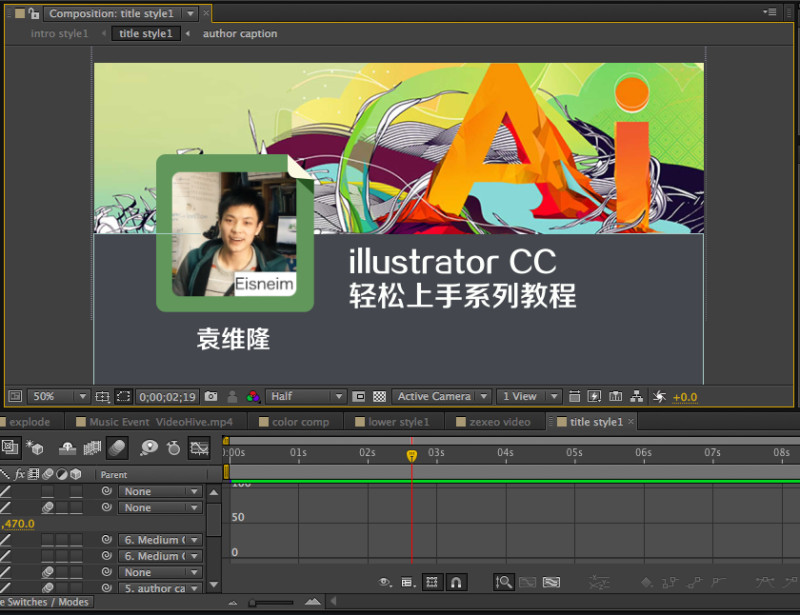 Composition: title style1
intro style1
title style1
author caption
Ai
Eisneim
illustrator CC
轻松上手系列教程
袁维隆
50%
0;00;02;19
Half
Active Camera
1 View
+0.0
explode
Music Event VideoHive.mp4
color comp
lower style1
zexeo video
title style1
:00s 01s 02s 03s 04s 05s 06s 07s 08s
fx
Parent
None
None
,470.0
6. Medium
6. Medium
None
5. author ca
100
50
0
e Switches / Modes